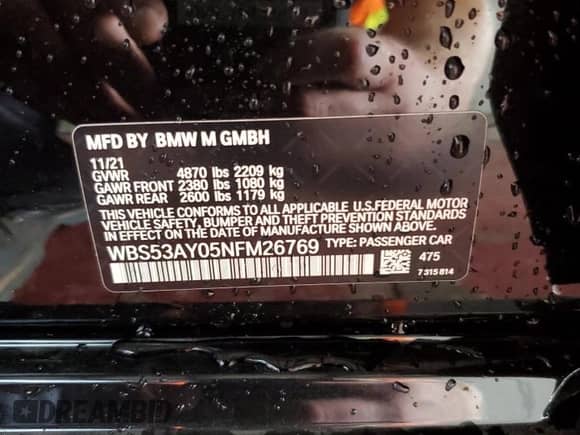 MFD BY BMW M GMBH
11/21
GVWR 4870 lbs 2209 kg
GAWR FRONT 2380 lbs 1080 kg
GAWR REAR 2600 lbs 1179 kg
THIS VEHICLE CONFORMS TO ALL APPLICABLE U.S.FEDERAL MOTOR
VEHICLE SAFETY, BUMPER AND THEFT PREVENTION STANDARDS
IN EFFECT ON THE DATE OF MANUFACTURE SHOWN ABOVE.
WBS53AY05NFM26769 TYPE: PASSENGER CAR
475
7 315 814
DREAMBID